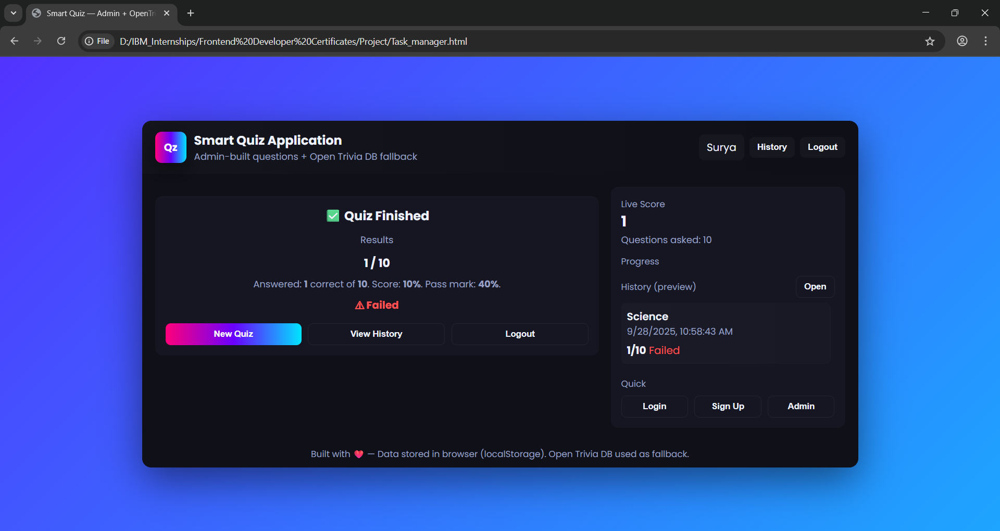 Smart Quiz — Admin + OpenTri
File
D:/IBM_Internships/Frontend%20Developer%20Certificates/Project/Task_manager.html
Qz
Smart Quiz Application
Admin-built questions + Open Trivia DB fallback
Surya
History
Logout
✅ Quiz Finished
Results
1 / 10
Answered: 1 correct of 10. Score: 10%. Pass mark: 40%.
⚠ Failed
New Quiz
View History
Logout
Live Score
1
Questions asked: 10
Progress
History (preview)
Open
Science
9/28/2025, 10:58:43 AM
1/10 Failed
Quick
Login
Sign Up
Admin
Built with ❤️ — Data stored in browser (localStorage). Open Trivia DB used as fallback.